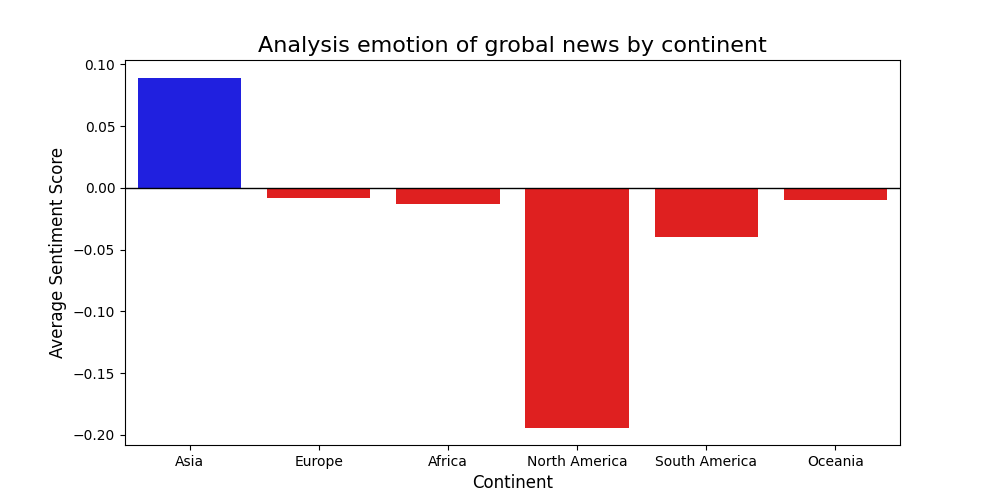 Analysis emotion of grobal news by continent
Average Sentiment Score
0.10
0.05
0.00
−0.05
−0.10
−0.15
−0.20
Asia Europe Africa North America South America Oceania
Continent